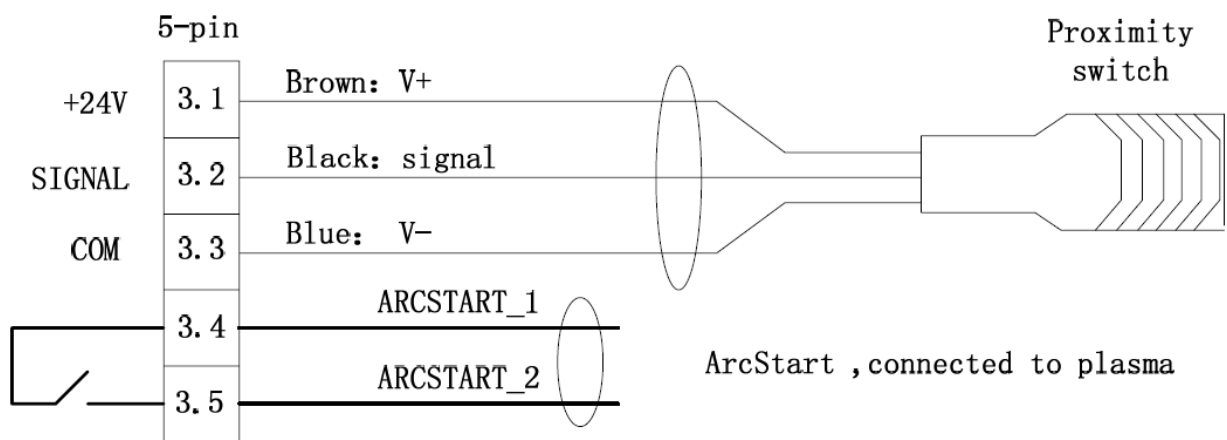 5-pin
Proximity
switch
+24V 3.1 Brown: V+
SIGNAL 3.2 Black: signal
COM 3.3 Blue: V-
3.4 ARCSTART_1
ArcStart ,connected to plasma
3.5 ARCSTART_2